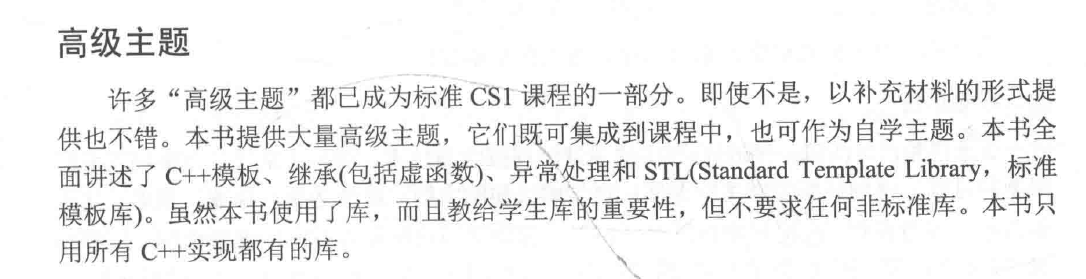 高级主题
许多“高级主题”都已成为标准 CS1 课程的一部分。即使不是，以补充材料的形式提
供也不错。本书提供大量高级主题，它们既可集成到课程中，也可作为自学主题。本书全
面讲述了 C++模板、继承(包括虚函数)、异常处理和 STL(Standard Template Library，标准
模板库)。虽然本书使用了库，而且教给学生库的重要性，但不要求任何非标准库。本书只
用所有 C++实现都有的库。